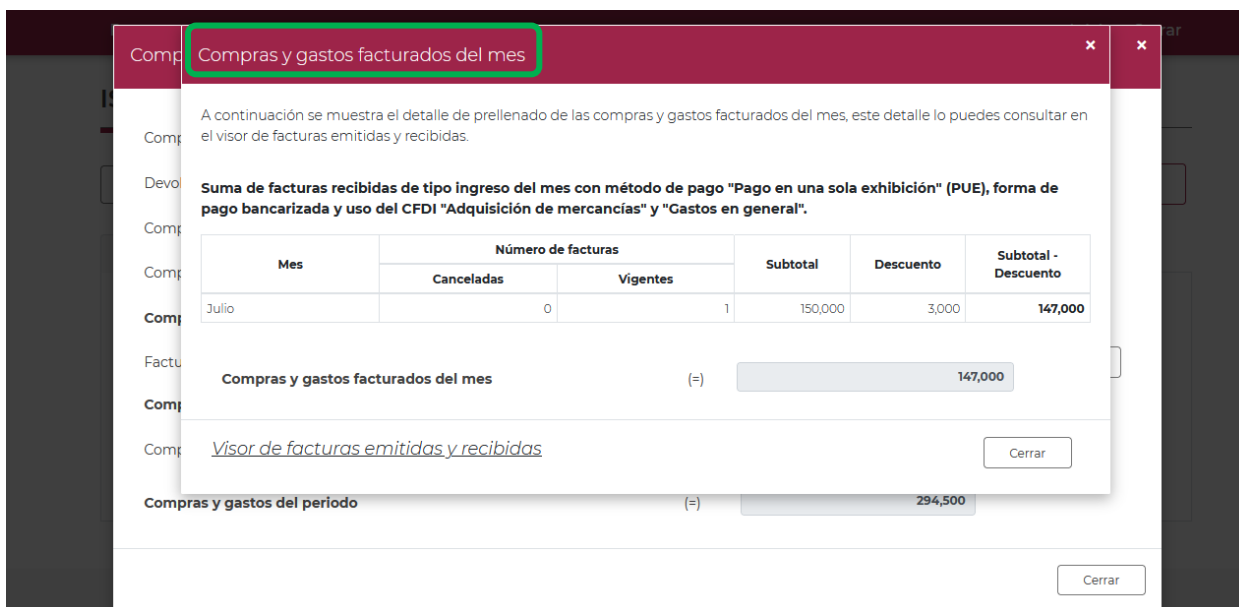 Compras y gastos facturados del mes
× ×
A continuación se muestra el detalle de prellenado de las compras y gastos facturados del mes, este detalle lo puedes consultar en
el visor de facturas emitidas y recibidas.
Suma de facturas recibidas de tipo ingreso del mes con método de pago "Pago en una sola exhibición" (PUE), forma de
pago bancarizada y uso del CFDI "Adquisición de mercancías" y "Gastos en general".
Mes Número de facturas Subtotal Descuento Subtotal -
Descuento
Canceladas Vigentes
Julio 0 1 150,000 3,000 147,000
Compras y gastos facturados del mes (=) 147,000
Visor de facturas emitidas y recibidas Cerrar
Compras y gastos del periodo (=) 294,500
Cerrar